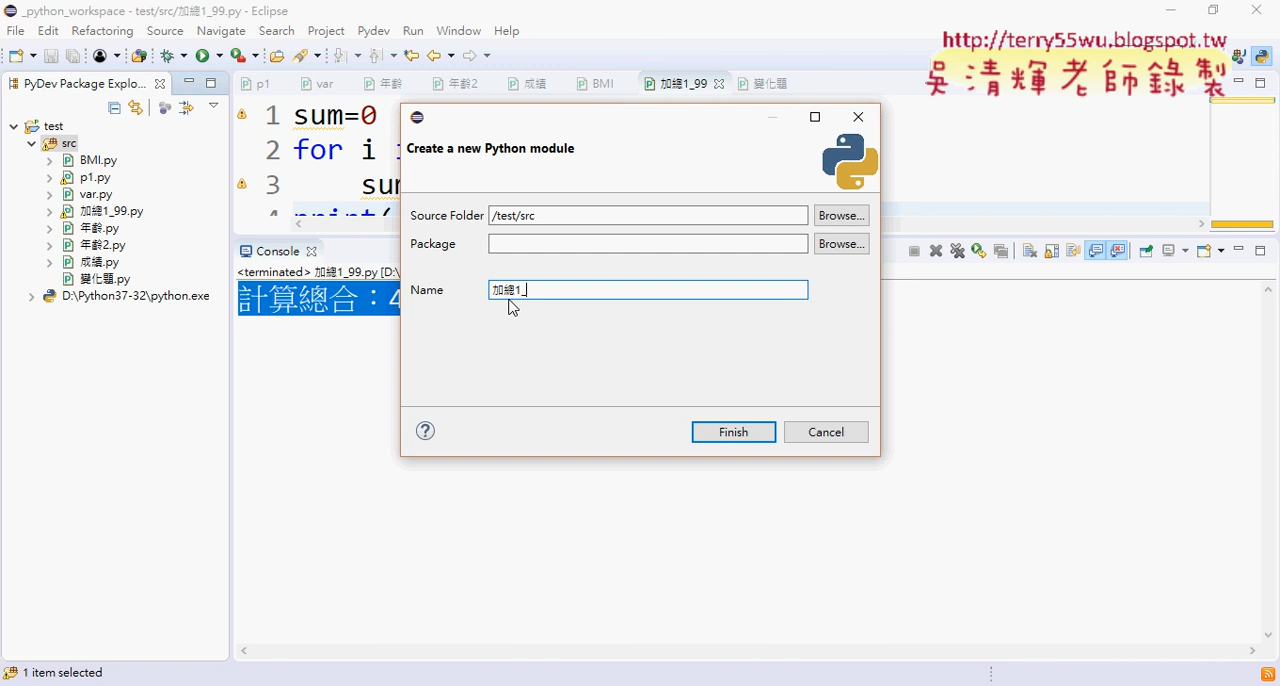 _python_workspace - test/src/加總1_99.py - Eclipse
File Edit Refactoring Source Navigate Search Project Pydev Run Window Help
http://terry55wu.blogspot.tw
吳清輝老師錄製
PyDev Package Explo...
p1 var 年齡 年齡2 成績 BMI 加總1_99 變化題
test
src
BMI.py
p1.py
var.py
加總1_99.py
年齡.py
年齡2.py
成績.py
變化題.py
D:\Python37-32\python.exe
1 sum=0
2 for i
3 sum
4 print(
Console
<terminated> 加總1_99.py [D:\
計算總合：4
Create a new Python module
Source Folder /test/src Browse...
Package Browse...
Name 加總1_
Finish Cancel
1 item selected